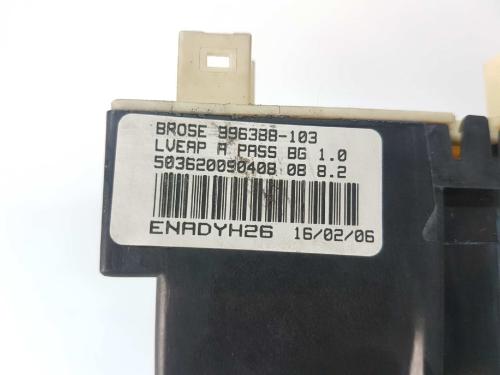 BROSE 996388-103
LVEAP A PASS BG 1.0
503620090408 08 8.2
ENADYH26 16/02/06